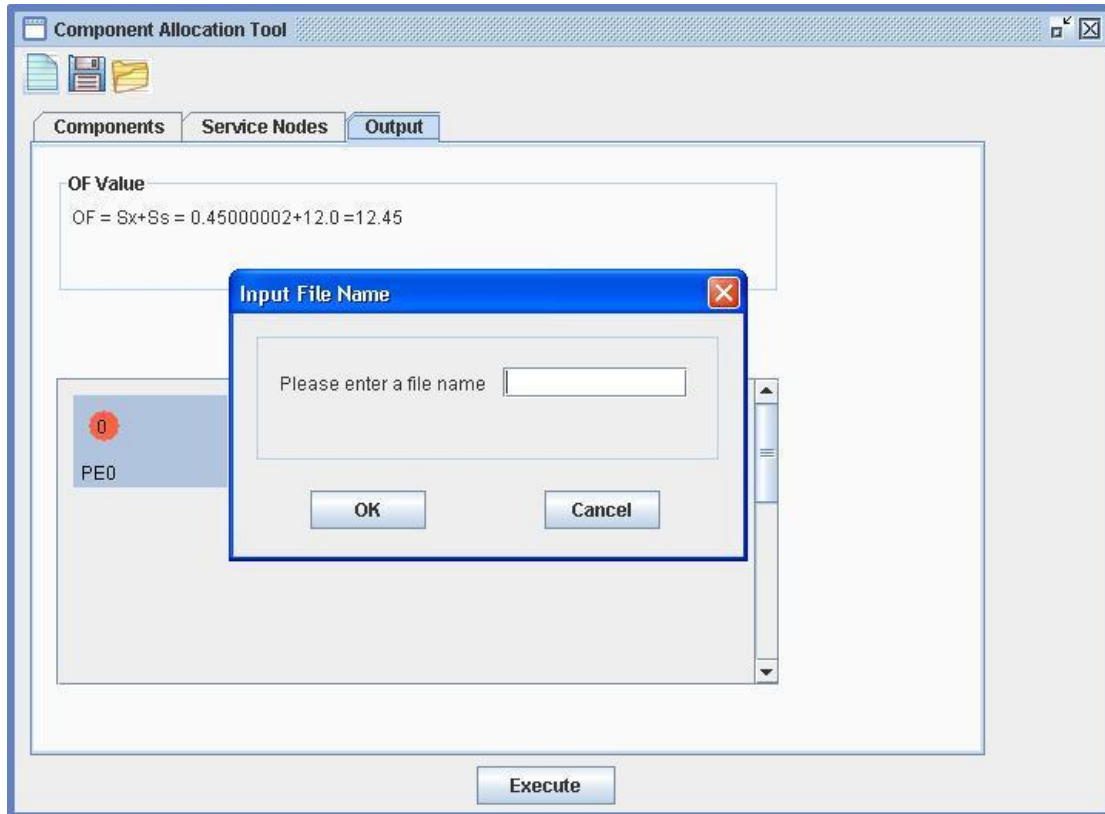 Component Allocation Tool
Components Service Nodes Output
OF Value
OF = Sx+Ss = 0.45000002+12.0 =12.45
Input File Name
Please enter a file name
0
PE0
OK Cancel
Execute